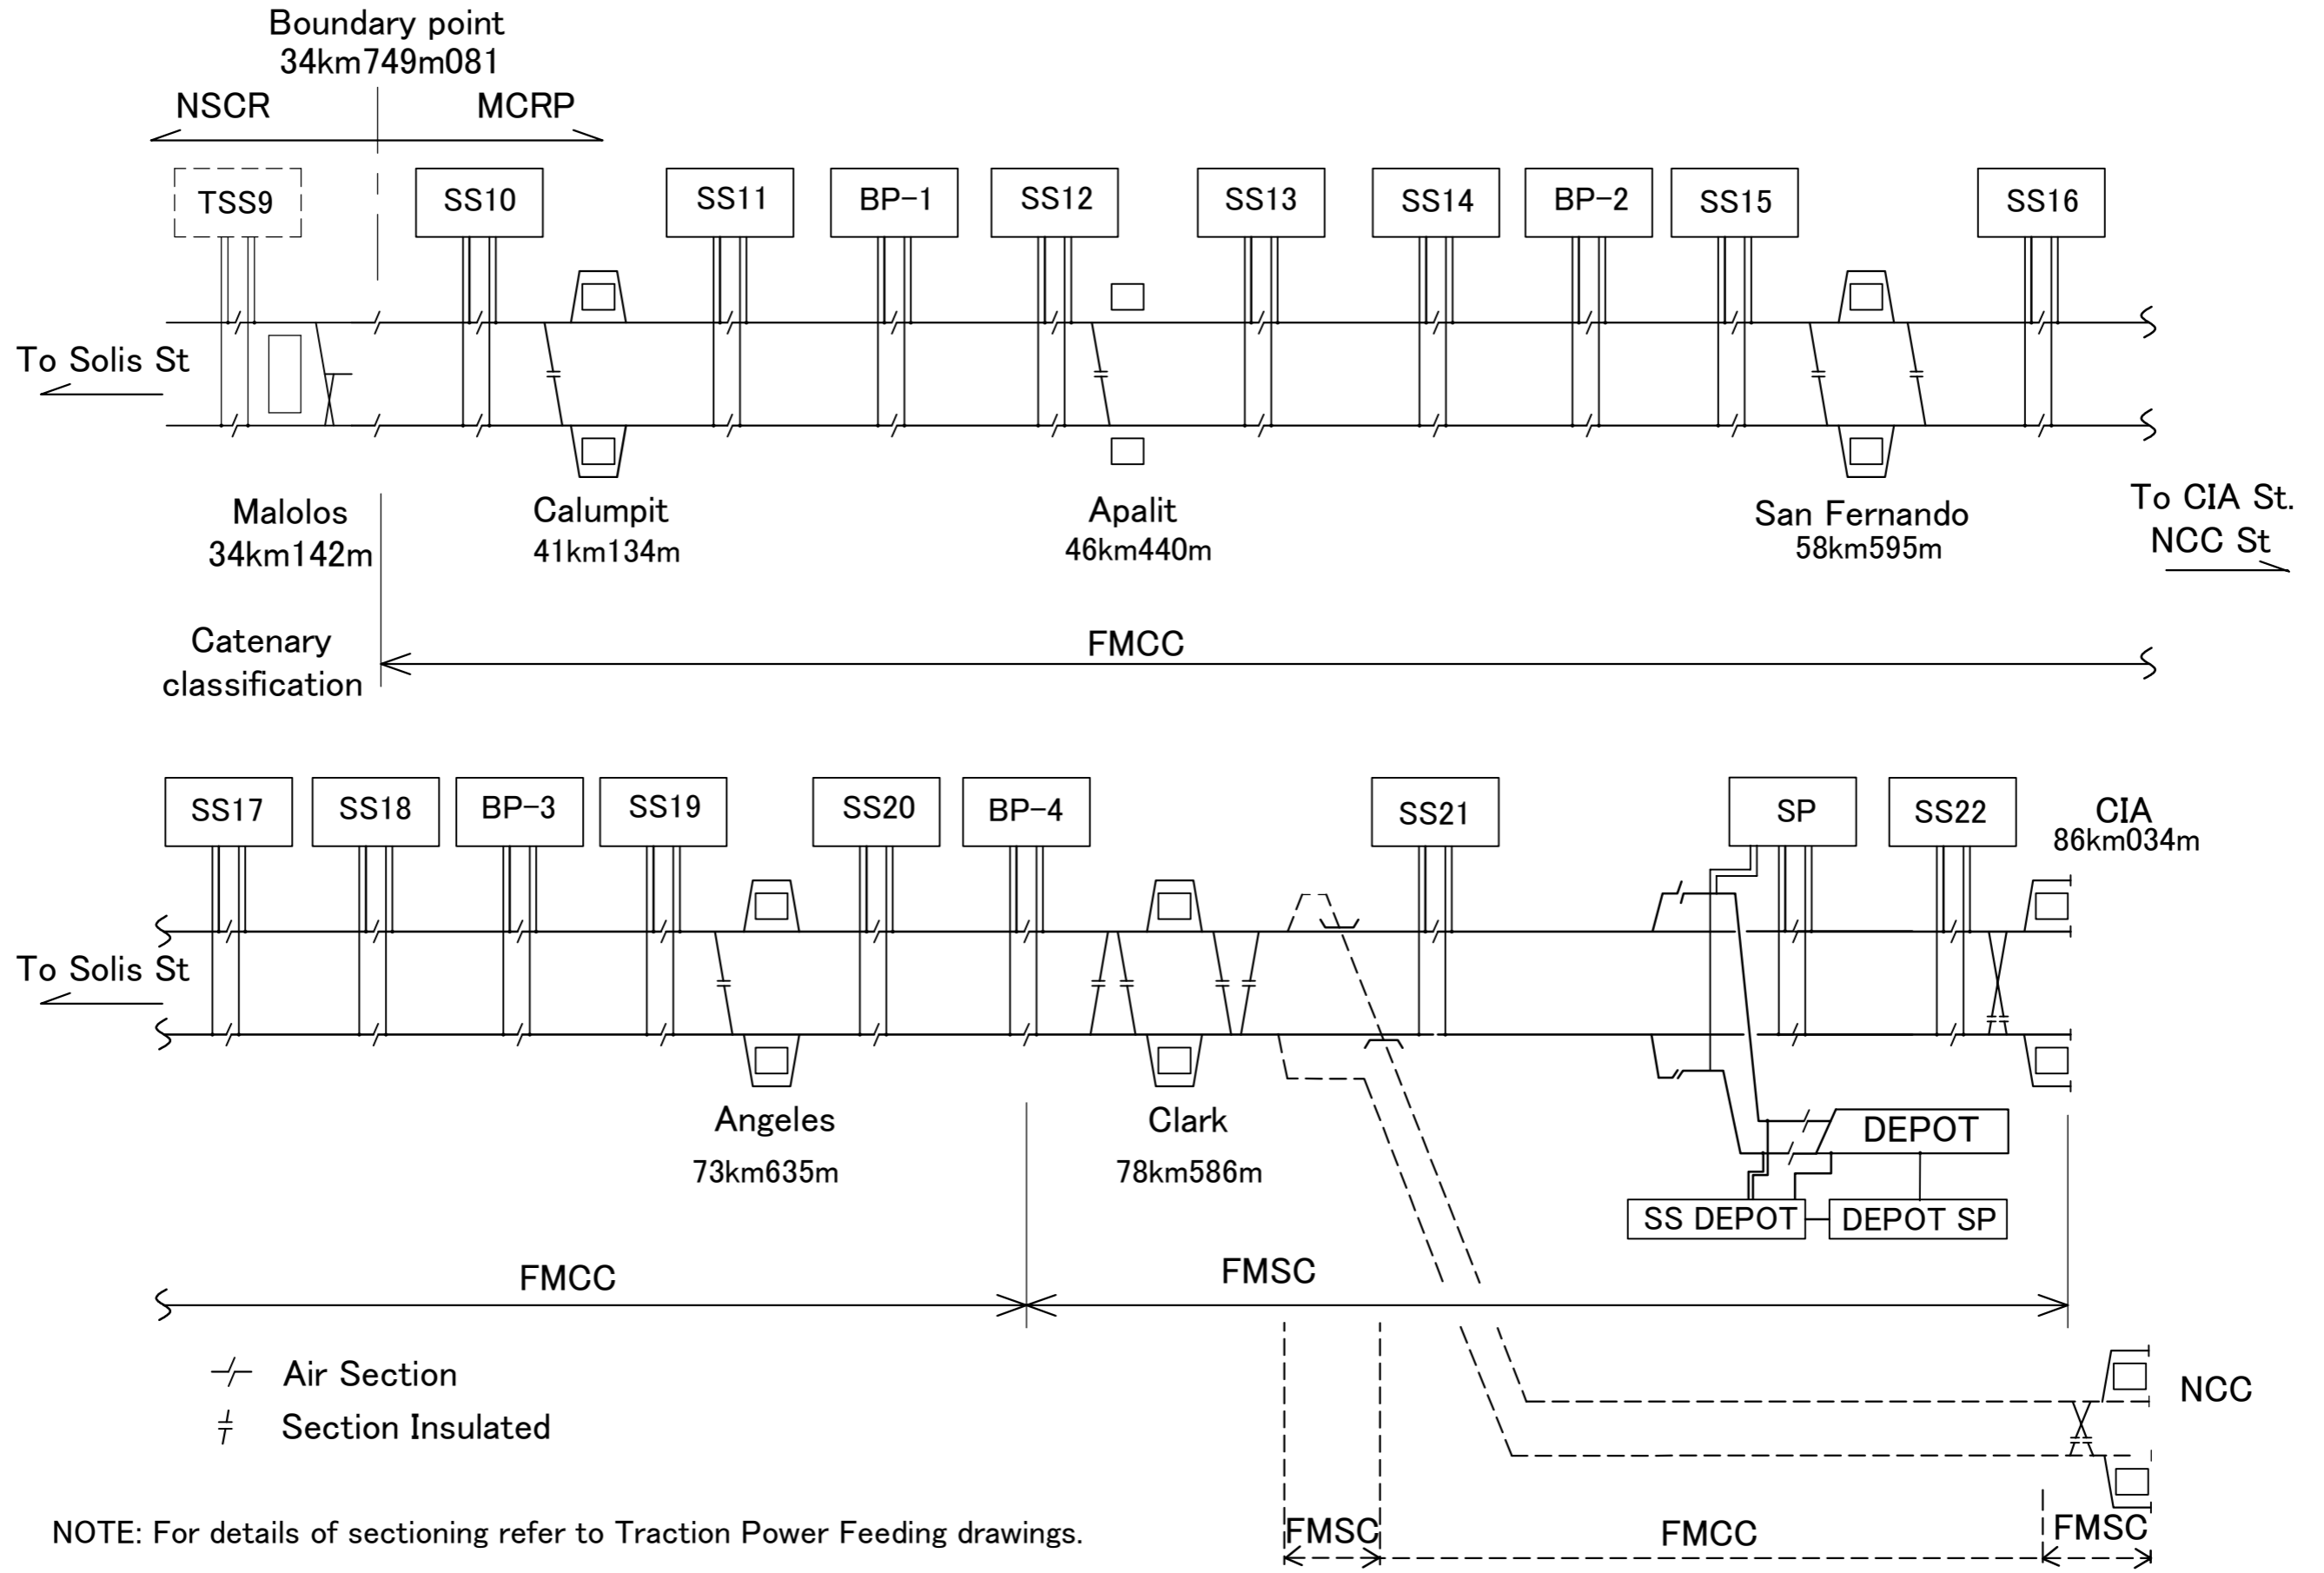 Boundary point
34km749m081
NSCR
MCRP
TSS9
SS10
SS11
BP-1
SS12
SS13
SS14
BP-2
SS15
SS16
To Solis St
Malolos
34km142m
Calumpit
41km134m
Apalit
46km440m
San Fernando
58km595m
To CIA St.
NCC St
Catenary
classification
FMCC
SS17
SS18
BP-3
SS19
SS20
BP-4
SS21
SP
SS22
CIA
86km034m
To Solis St
Angeles
73km635m
Clark
78km586m
DEPOT
SS DEPOT
DEPOT SP
FMCC
FMSC
Air Section
Section Insulated
NCC
NOTE: For details of sectioning refer to Traction Power Feeding drawings.
FMSC
FMCC
FMSC